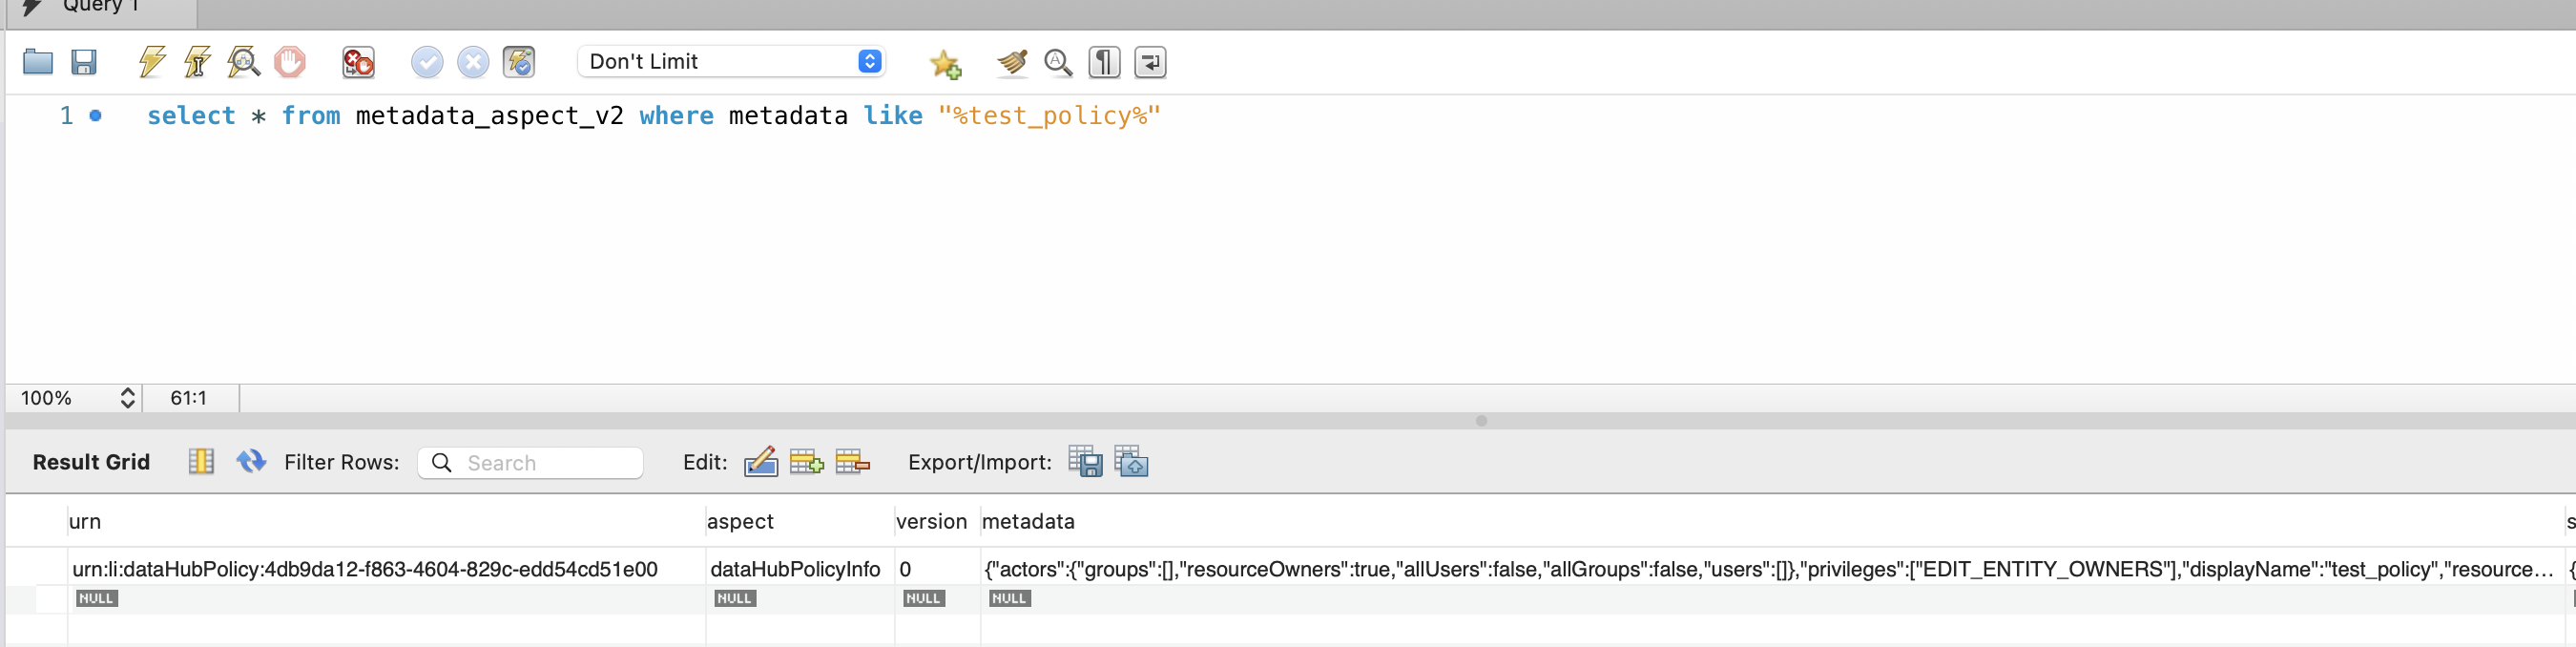 Query 1
Don't Limit
1 select * from metadata_aspect_v2 where metadata like "%test_policy%"
100% 61:1
Result Grid Filter Rows: Search Edit: Export/Import:
urn aspect version metadata s
urn:li:dataHubPolicy:4db9da12-f863-4604-829c-edd54cd51e00 dataHubPolicyInfo 0 {"actors":{"groups":[],"resourceOwners":true,"allUsers":false,"allGroups":false,"users":[]},"privileges":["EDIT_ENTITY_OWNERS"],"displayName":"test_policy","resource... {
NULL NULL NULL NULL